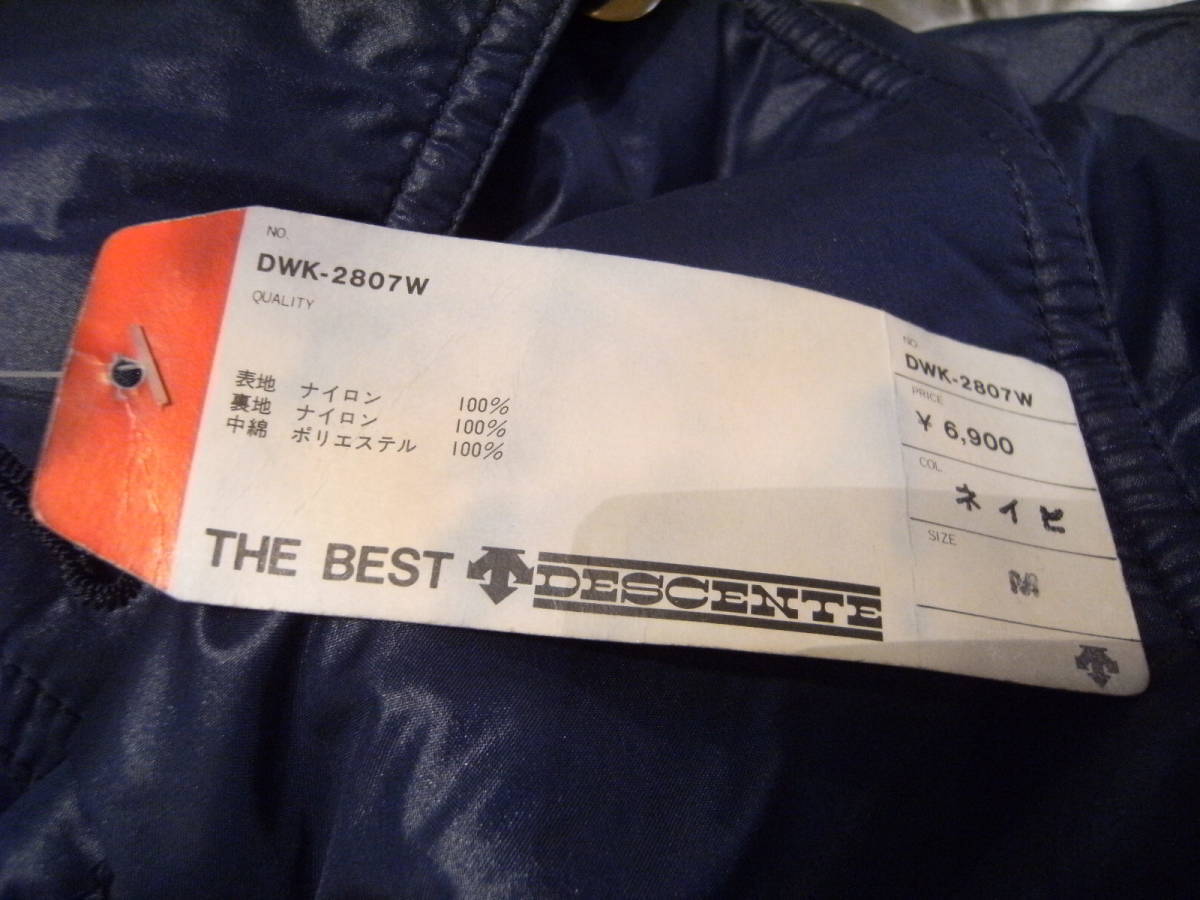 NO.
DWK-2807W
QUALITY
表地 ナイロン 100%
裏地 ナイロン 100%
中綿 ポリエステル 100%
THE BEST DESCENTE
NO.
DWK-2807W
PRICE
¥ 6,900
COL.
ネイビ
SIZE
M